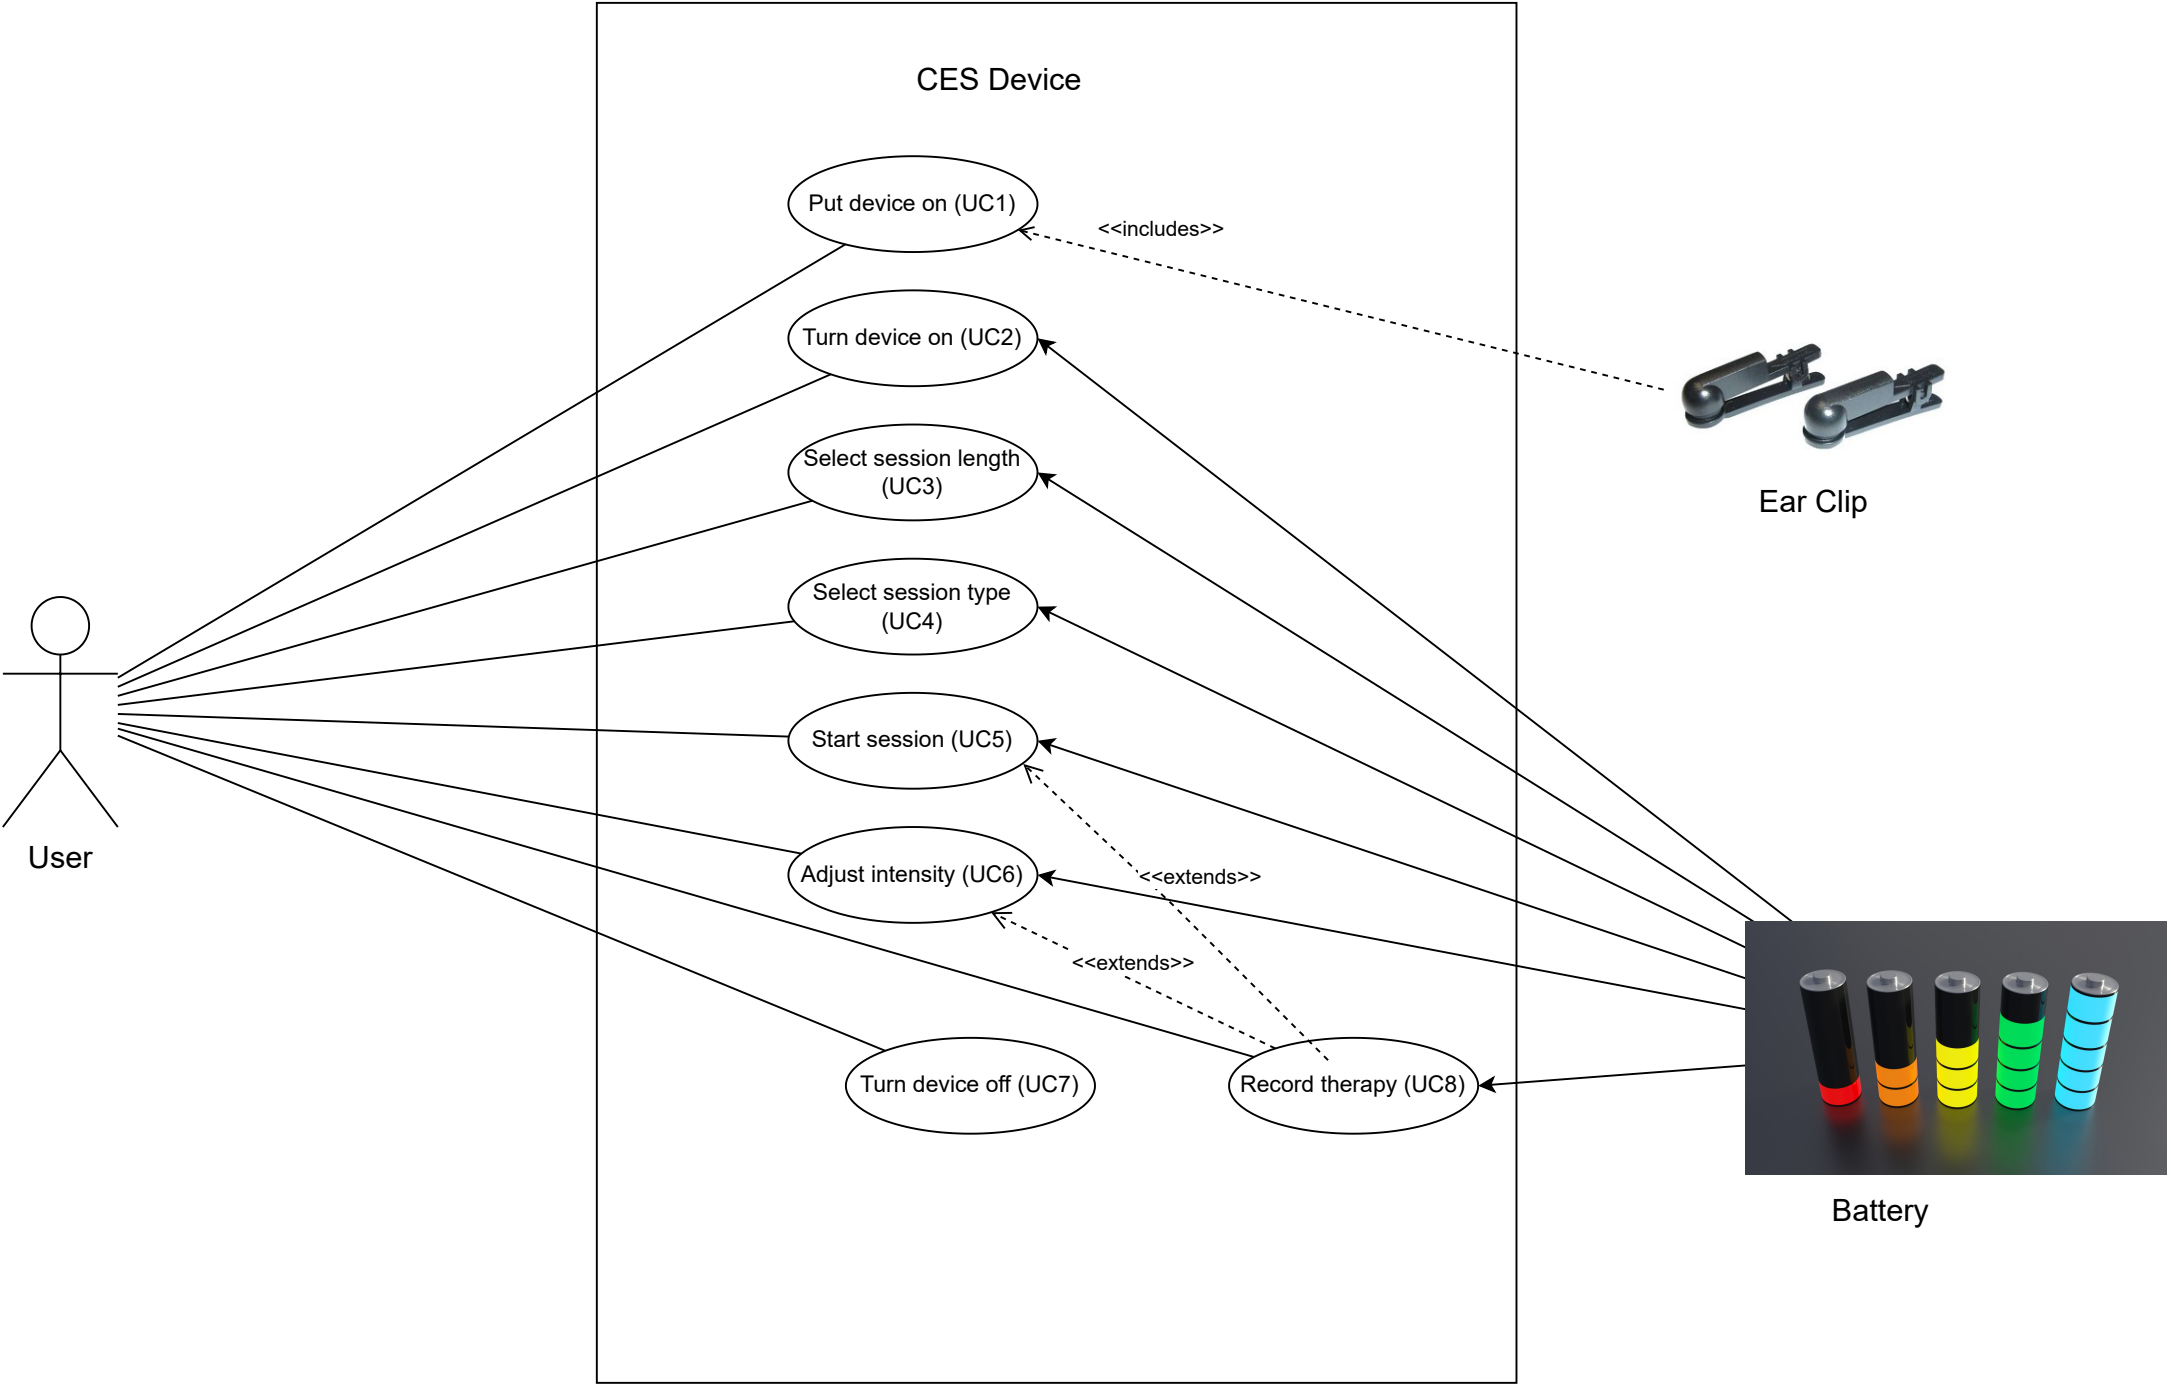 CES Device
Put device on (UC1)
<<includes>>
Turn device on (UC2)
Select session length
(UC3)
Ear Clip
Select session type
(UC4)
Start session (UC5)
User
Adjust intensity (UC6)
<<extends>>
<<extends>>
Turn device off (UC7)
Record therapy (UC8)
Battery